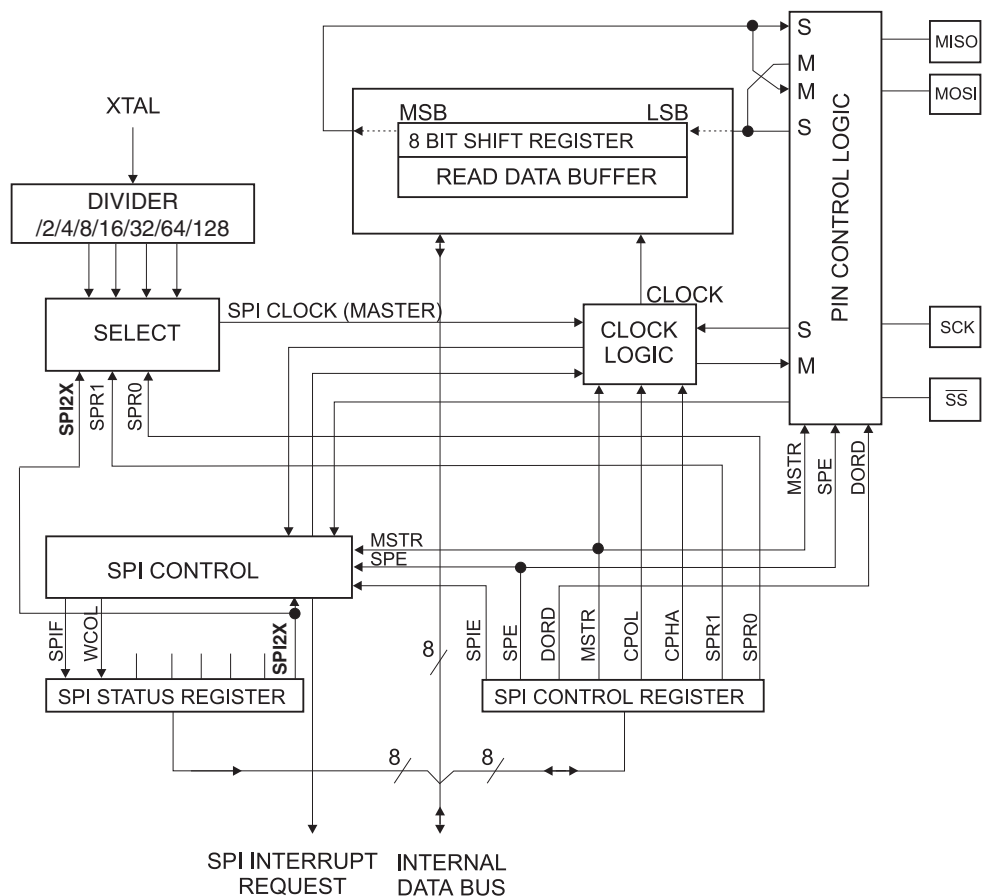 S
MISO
M
M
MOSI
XTAL
MSB
LSB
S
8 BIT SHIFT REGISTER
READ DATA BUFFER
PIN CONTROL LOGIC
DIVIDER
/2/4/8/16/32/64/128
SPI CLOCK (MASTER)
CLOCK
SELECT
CLOCK
LOGIC
S
SCK
M
SS
SPI2X
SPR1
SPR0
MSTR
SPE
DORD
MSTR
SPE
SPI CONTROL
SPIF
WCOL
SPI2X
8
SPIE
SPE
DORD
MSTR
CPOL
CPHA
SPR1
SPR0
SPI STATUS REGISTER
SPI CONTROL REGISTER
8
8
SPI INTERRUPT
REQUEST
INTERNAL
DATA BUS